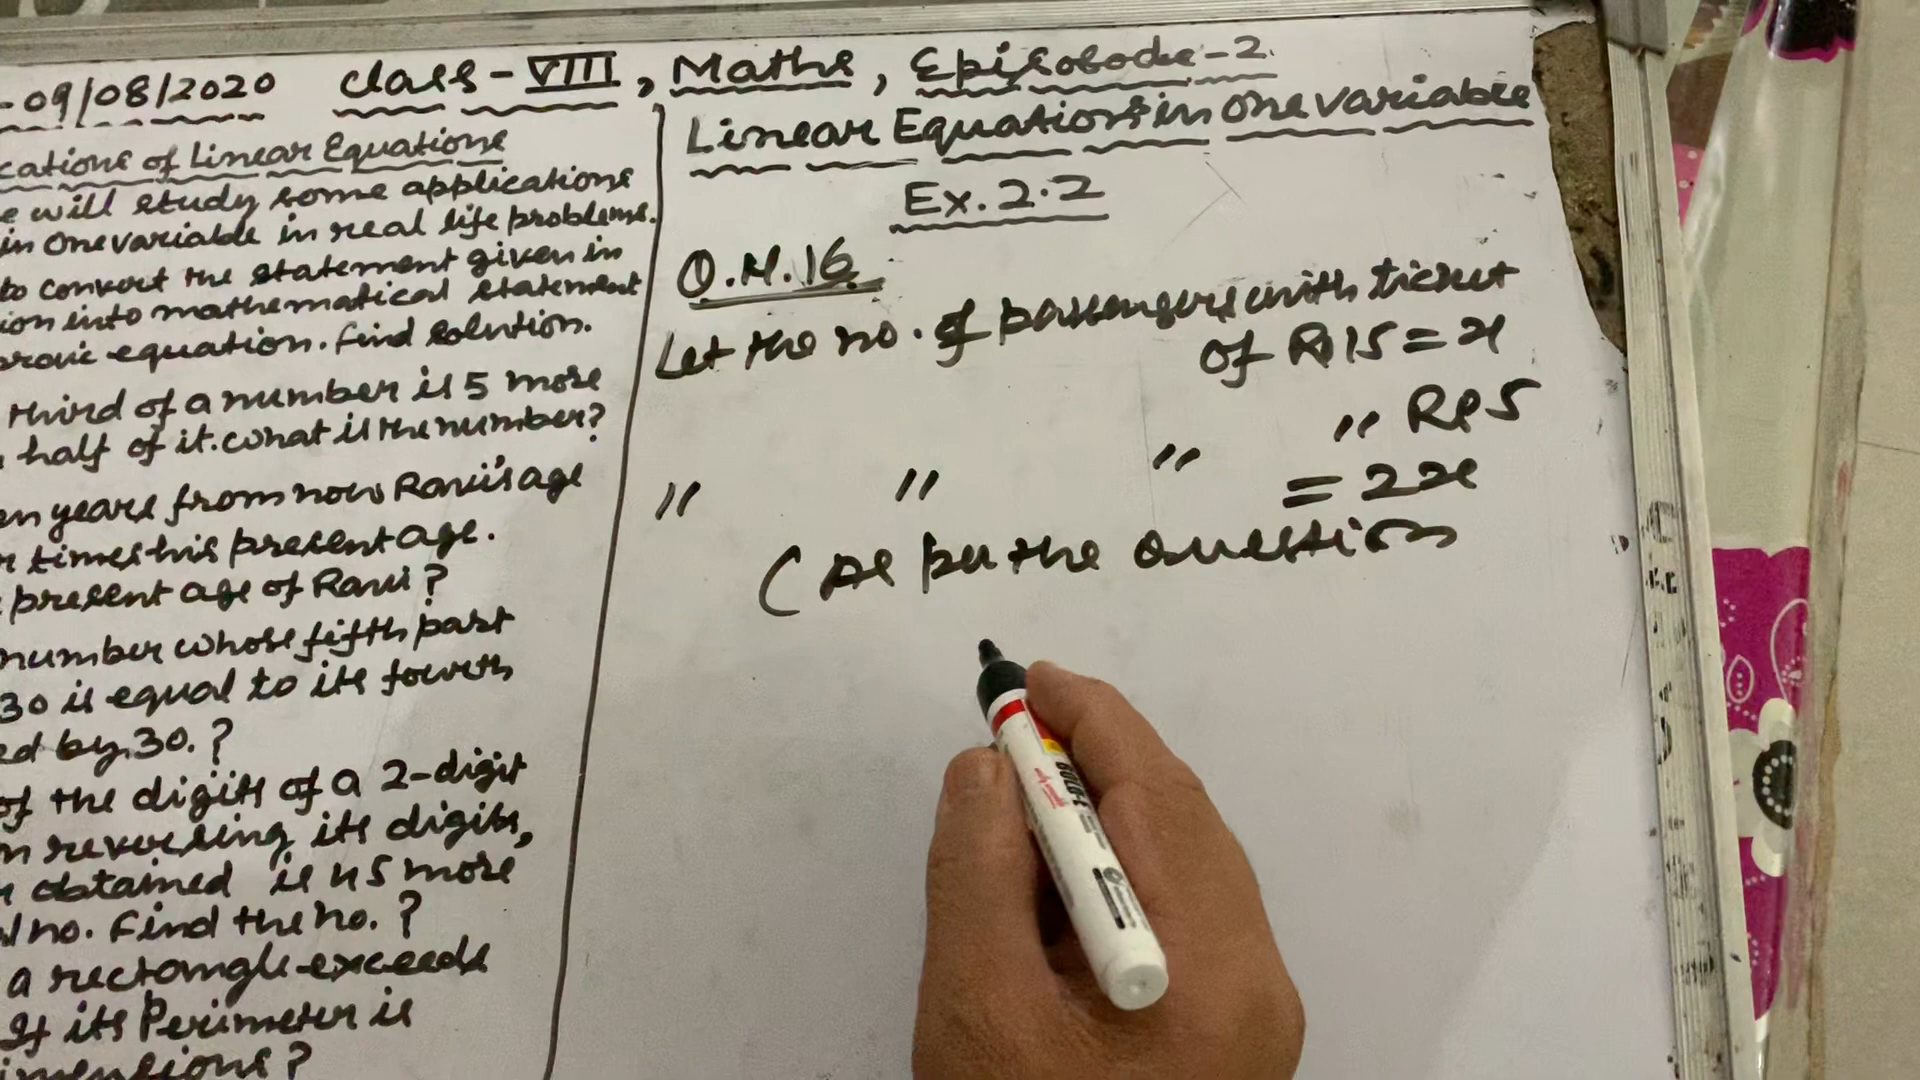 -09/08/2020 Class-VIII, Maths, Episobode-2
cations of Linear Equations
e will study some applications
in one variable in real life problems.
to convert the statement given in
ion into mathematical statement
equation. Find solution.
third of a number is 5 more
half of it. What is the number?
en years from now Ravi's age
r times his present age.
present age of Ravi?
number whose fifth part
30 is equal to its fourth
ed by 30.?
of the digits of a 2-digit
n reversing its digits,
obtained is 45 more
l no. Find the no.?
a rectangle exceeds
If its Perimeter is
imensions?
Linear Equations in one variable
Ex. 2.2
Q.N.16
Let the no. of passengers with ticket
of Rs 15 = x
" Rs 5
" " " = 2x
(As per the Question